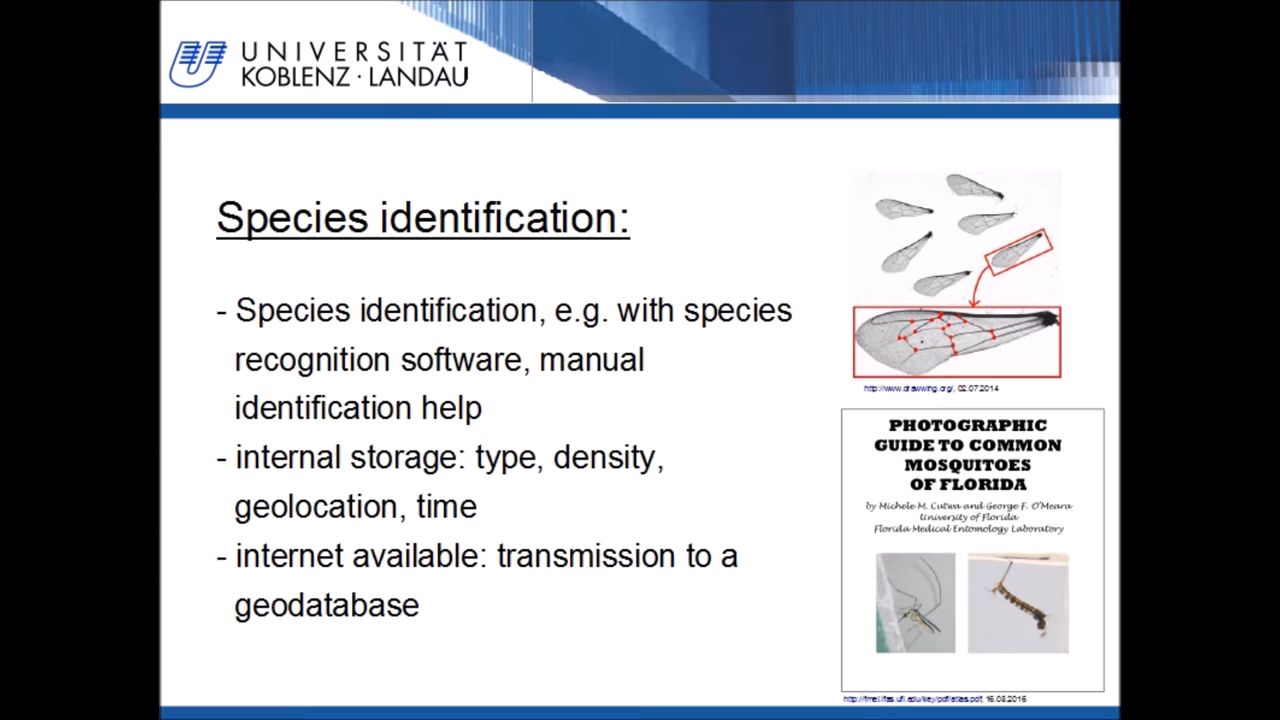 UNIVERSITÄT
KOBLENZ · LANDAU
Species identification:
- Species identification, e.g. with species
recognition software, manual
identification help
- internal storage: type, density,
geolocation, time
- internet available: transmission to a
geodatabase
http://www.drawwing.org/, 02.07.2014
PHOTOGRAPHIC
GUIDE TO COMMON
MOSQUITOES
OF FLORIDA
by Michele M. Cutwa and George F. O'Meara
University of Florida
Florida Medical Entomology Laboratory
http://fmel.ifas.ufl.edu/key/pdf/atlas.pdf, 16.08.2016